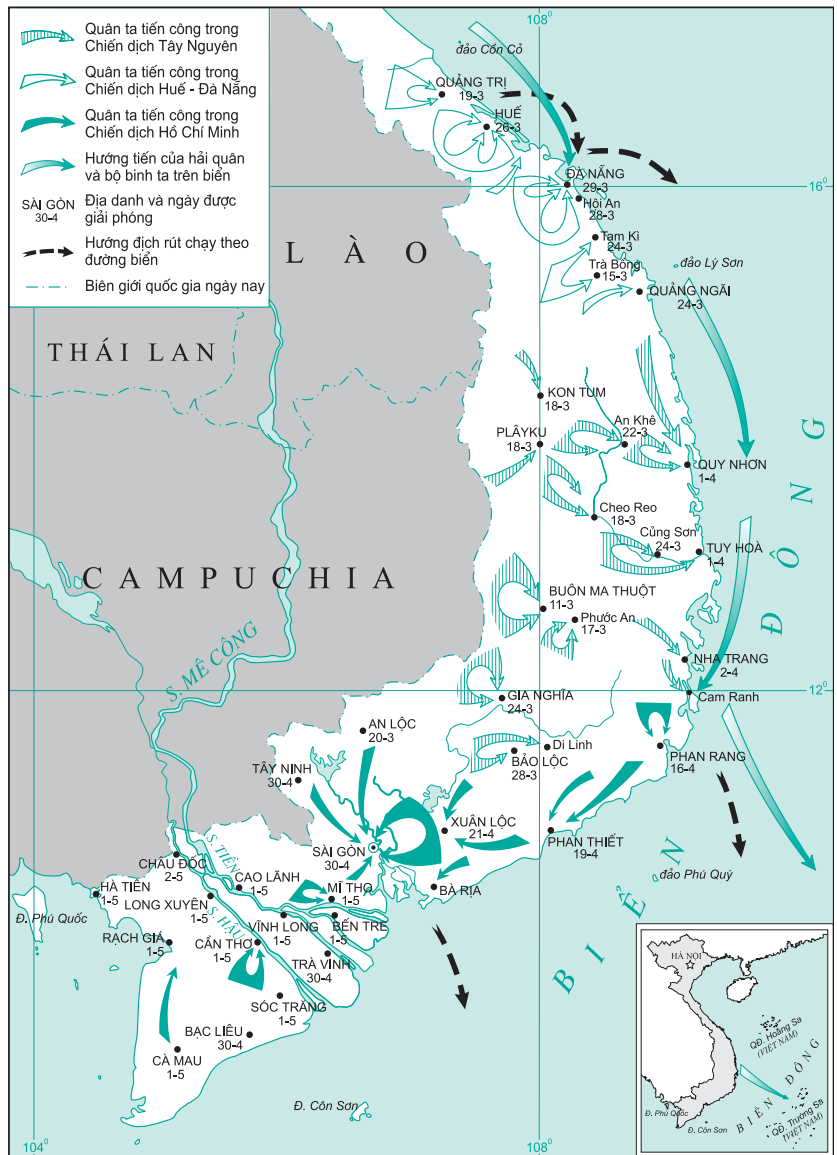 Quân ta tiến công trong
Chiến dịch Tây Nguyên
Quân ta tiến công trong
Chiến dịch Huế - Đà Nẵng
Quân ta tiến công trong
Chiến dịch Hồ Chí Minh
Hướng tiến của hải quân
và bộ binh ta trên biển
SÀI GÒN
30-4
Địa danh và ngày được
giải phóng
Hướng địch rút chạy theo
đường biển
Biên giới quốc gia ngày nay
108°
đảo Cồn Cỏ
QUẢNG TRỊ
19-3
HUẾ
26-3
ĐÀ NẴNG
29-3
16°
Hội An
28-3
Tam Kì
24-3
Trà Bồng
15-3
đảo Lý Sơn
QUẢNG NGÃI
24-3
LÀO
THÁI LAN
KON TUM
18-3
PLÂYKU
18-3
An Khê
22-3
QUY NHƠN
1-4
Cheo Reo
18-3
Củng Sơn
24-3
TUY HOÀ
1-4
CAMPUCHIA
BUÔN MA THUỘT
11-3
Phước An
17-3
S. MÊ CÔNG
NHA TRANG
2-4
12°
Cam Ranh
GIA NGHĨA
24-3
AN LỘC
20-3
Di Linh
BẢO LỘC
28-3
PHAN RANG
16-4
TÂY NINH
30-4
XUÂN LỘC
21-4
PHAN THIẾT
19-4
SÀI GÒN
30-4
BÀ RỊA
đảo Phú Quý
BIỂN ĐÔNG
S. TIỀN
CHÂU ĐỐC
2-5
CAO LÃNH
1-5
HÀ TIÊN
1-5
LONG XUYÊN
1-5
MĨ THO
1-5
Đ. Phú Quốc
S. HẬU
VĨNH LONG
1-5
BẾN TRE
1-5
RẠCH GIÁ
1-5
CẦN THƠ
1-5
TRÀ VINH
30-4
SÓC TRĂNG
1-5
BẠC LIÊU
30-4
CÀ MAU
1-5
Đ. Côn Sơn
104°
108°
HÀ NỘI
QĐ. Hoàng Sa
(VIỆT NAM)
BIỂN ĐÔNG
Đ. Phú Quốc
Đ. Côn Sơn
QĐ. Trường Sa
(VIỆT NAM)